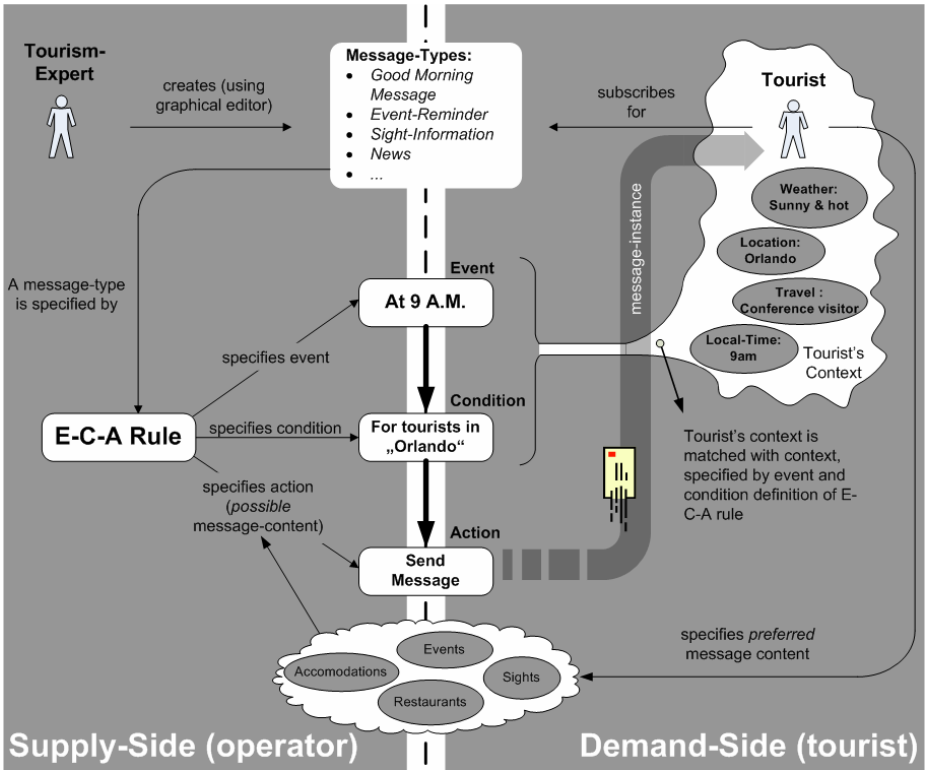 Tourism-
Expert
creates (using
graphical editor)
Message-Types:
• Good Morning
Message
• Event-Reminder
• Sight-Information
• News
• ...
subscribes
for
Tourist
Weather:
Sunny & hot
Location:
Orlando
Travel :
Conference visitor
Local-Time:
9am
Tourist's
Context
message-instance
A message-type
is specified by
Event
At 9 A.M.
specifies event
Condition
E-C-A Rule
specifies condition
For tourists in
„Orlando“
Tourist's context is
matched with context,
specified by event and
condition definition of E-
C-A rule
specifies action
(possible
message-content)
Action
Send
Message
specifies preferred
message content
Events
Accomodations
Sights
Restaurants
Supply-Side (operator)
Demand-Side (tourist)